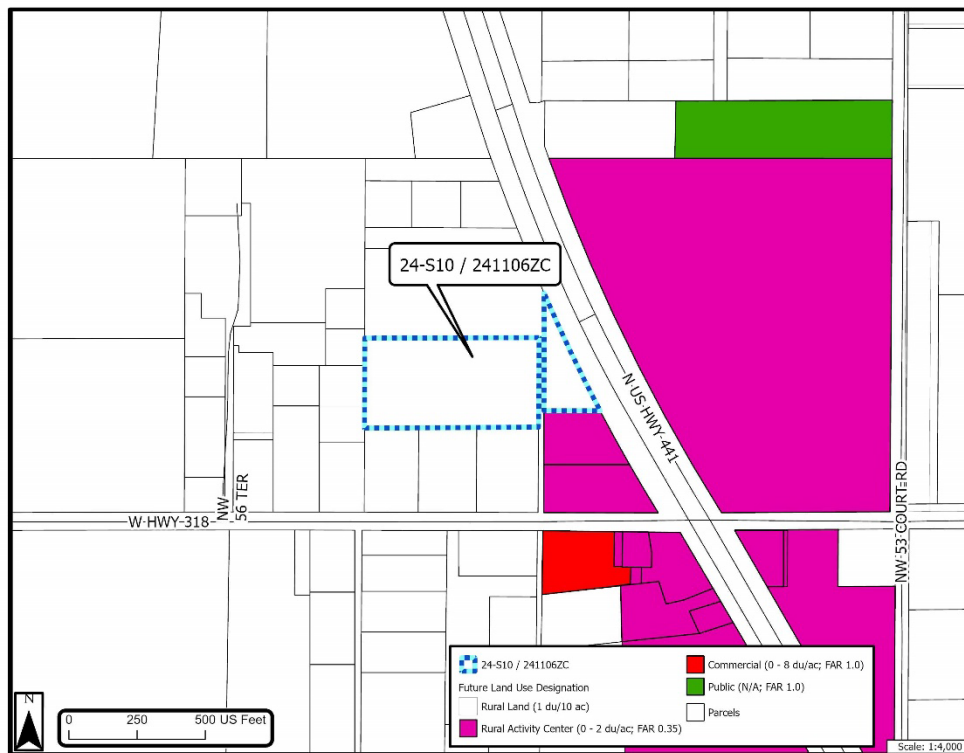 24-S10 / 241106ZC
N US HWY 441
NW
56 TER
W HWY 318
NW 53 COURT RD
N
0 250 500 US Feet
24-S10 / 241106ZC
Future Land Use Designation
Rural Land (1 du/10 ac)
Rural Activity Center (0 - 2 du/ac; FAR 0.35)
Commercial (0 - 8 du/ac; FAR 1.0)
Public (N/A; FAR 1.0)
Parcels
Scale: 1:4,000